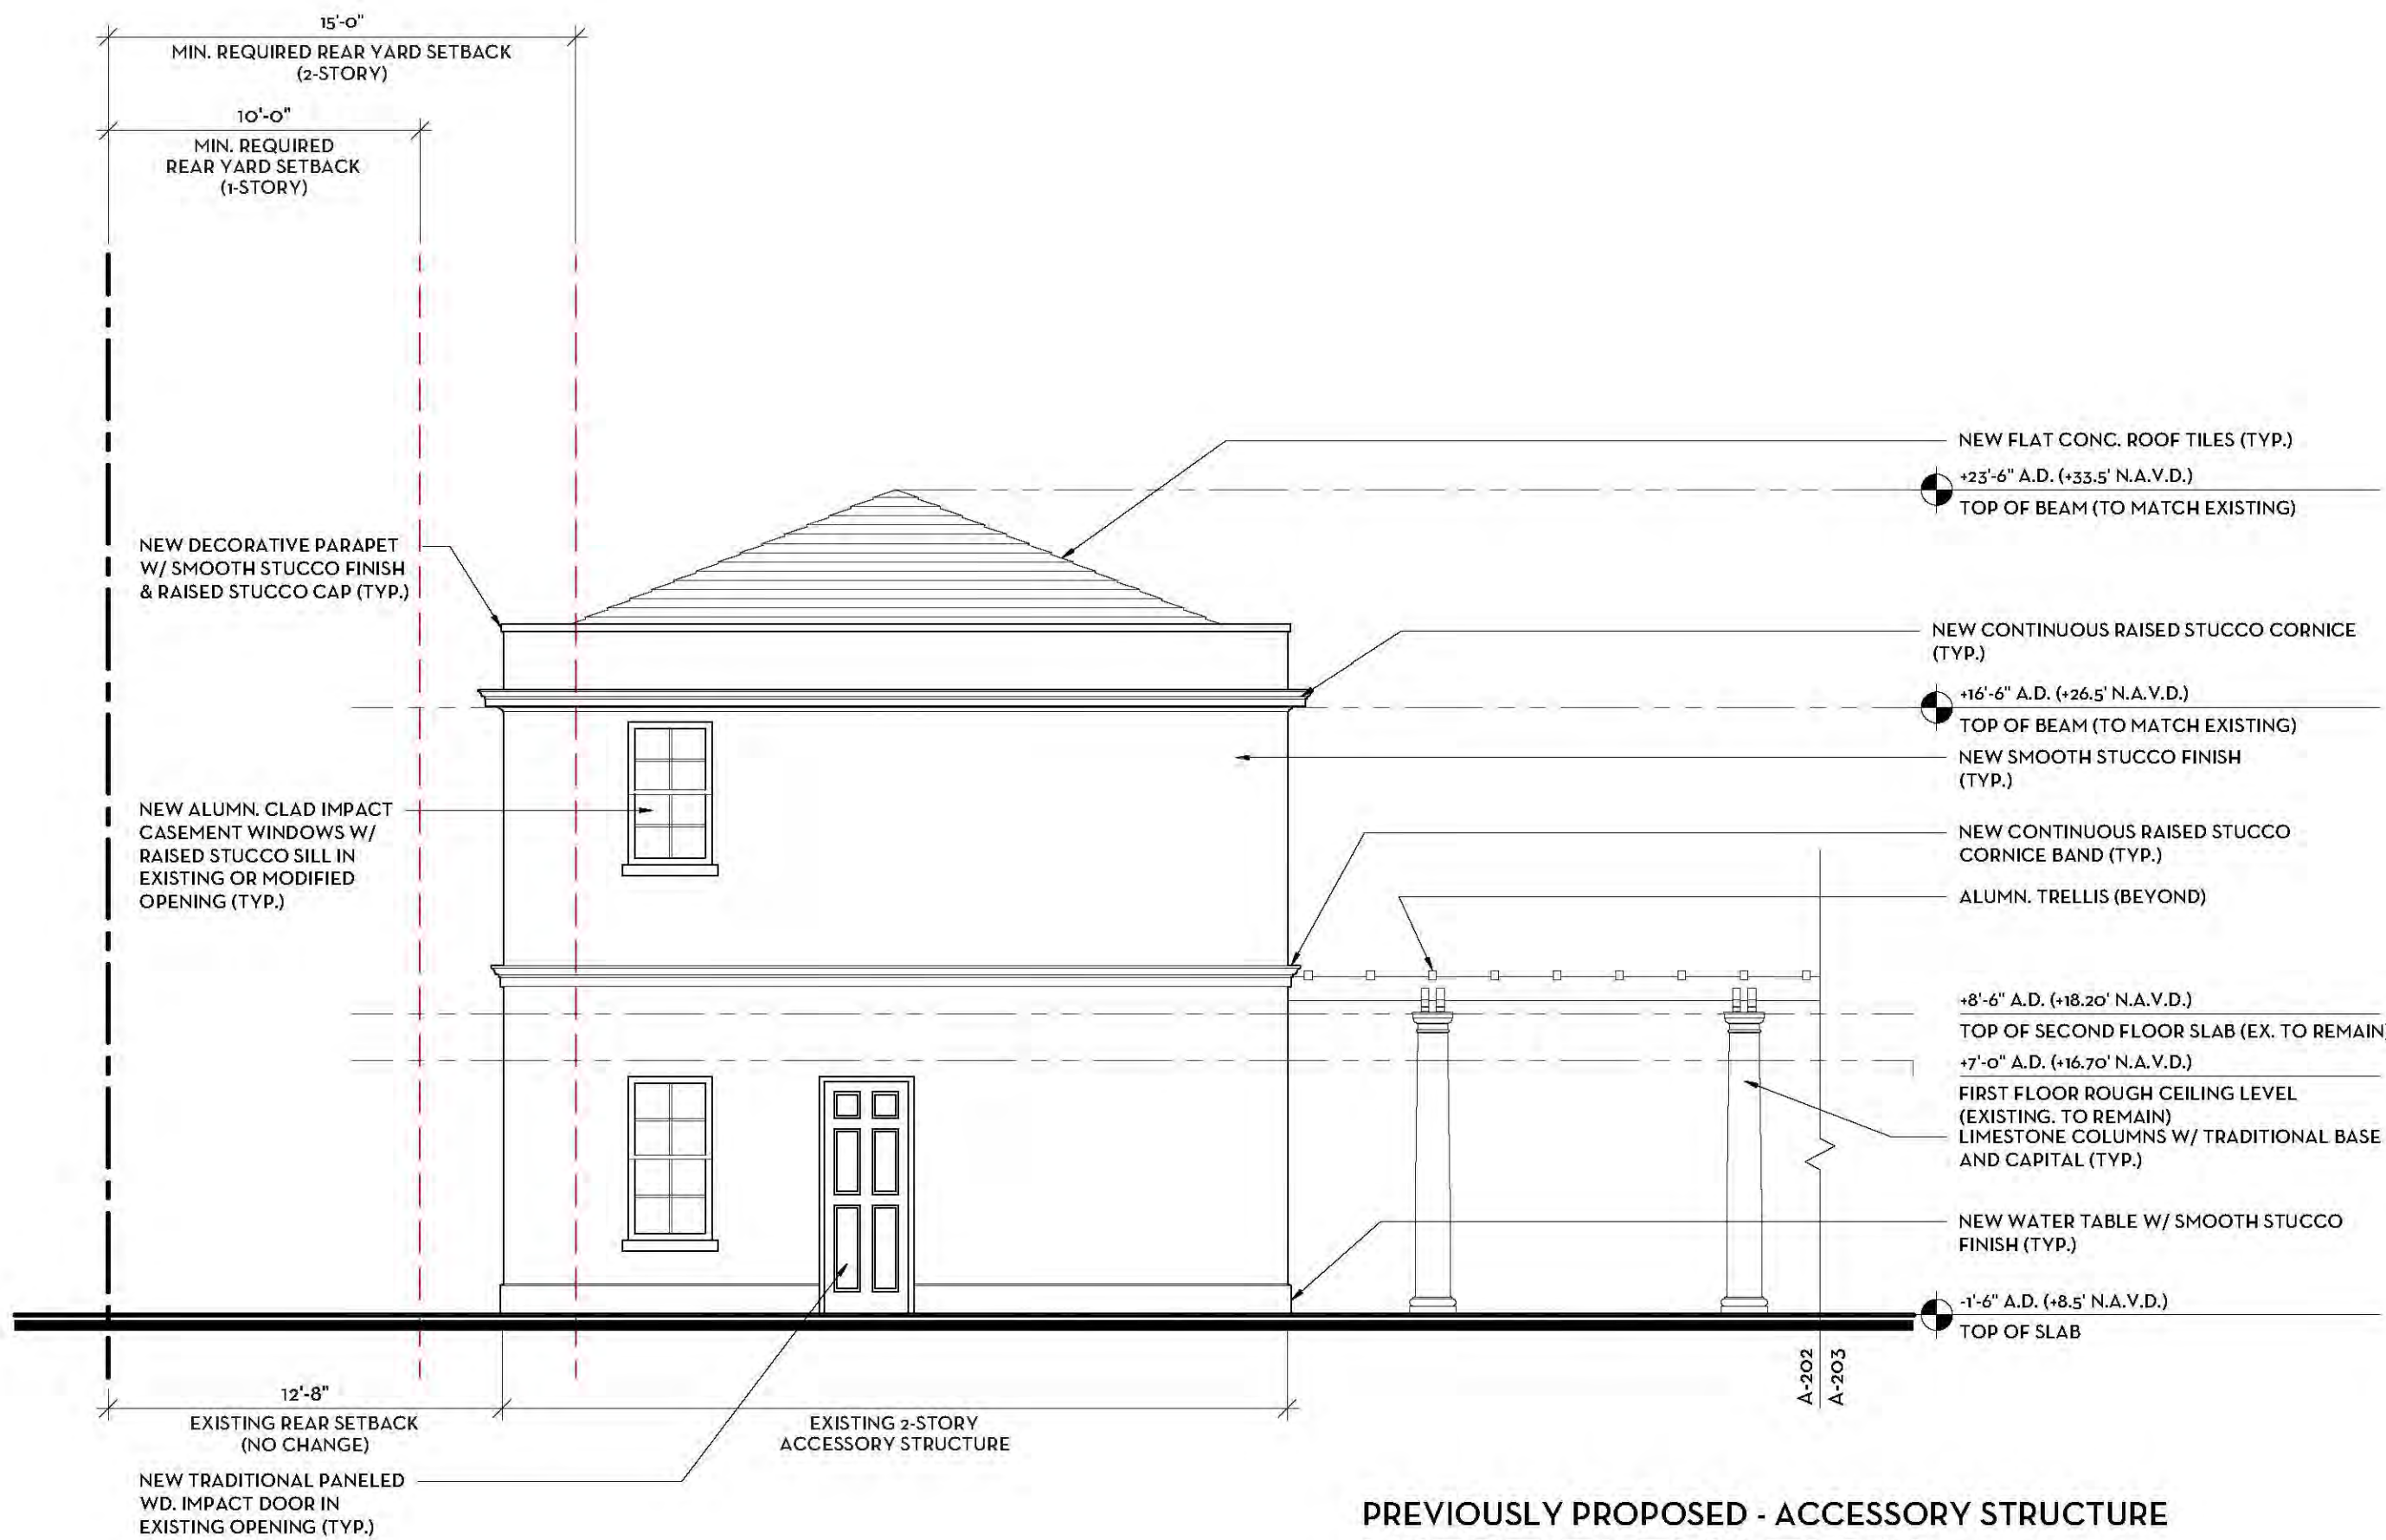 15'-0"
MIN. REQUIRED REAR YARD SETBACK
(2-STORY)
10'-0"
MIN. REQUIRED
REAR YARD SETBACK
(1-STORY)
NEW DECORATIVE PARAPET
W/ SMOOTH STUCCO FINISH
& RAISED STUCCO CAP (TYP.)
NEW ALUMN. CLAD IMPACT
CASEMENT WINDOWS W/
RAISED STUCCO SILL IN
EXISTING OR MODIFIED
OPENING (TYP.)
NEW FLAT CONC. ROOF TILES (TYP.)
+23'-6" A.D. (+33.5' N.A.V.D.)
TOP OF BEAM (TO MATCH EXISTING)
NEW CONTINUOUS RAISED STUCCO CORNICE
(TYP.)
+16'-6" A.D. (+26.5' N.A.V.D.)
TOP OF BEAM (TO MATCH EXISTING)
NEW SMOOTH STUCCO FINISH
(TYP.)
NEW CONTINUOUS RAISED STUCCO
CORNICE BAND (TYP.)
ALUMN. TRELLIS (BEYOND)
+8'-6" A.D. (+18.20' N.A.V.D.)
TOP OF SECOND FLOOR SLAB (EX. TO REMAIN)
+7'-0" A.D. (+16.70' N.A.V.D.)
FIRST FLOOR ROUGH CEILING LEVEL
(EXISTING. TO REMAIN)
LIMESTONE COLUMNS W/ TRADITIONAL BASE
AND CAPITAL (TYP.)
NEW WATER TABLE W/ SMOOTH STUCCO
FINISH (TYP.)
-1'-6" A.D. (+8.5' N.A.V.D.)
TOP OF SLAB
A-202
A-203
12'-8"
EXISTING REAR SETBACK
(NO CHANGE)
EXISTING 2-STORY
ACCESSORY STRUCTURE
NEW TRADITIONAL PANELED
WD. IMPACT DOOR IN
EXISTING OPENING (TYP.)
PREVIOUSLY PROPOSED - ACCESSORY STRUCTURE